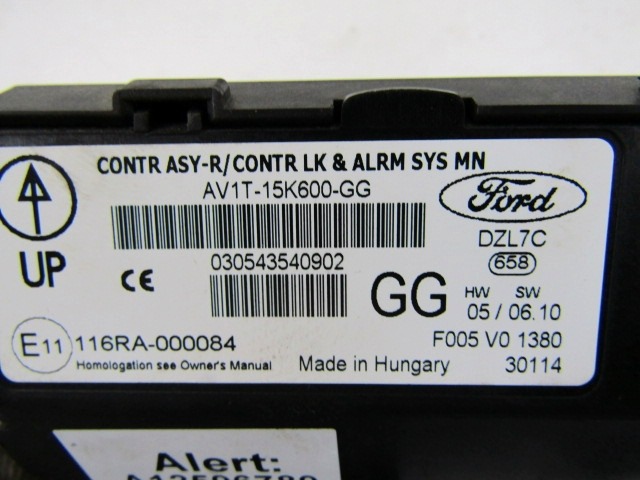 CONTR ASY-R/CONTR LK & ALRM SYS MN
AV1T-15K600-GG
Ford
UP
CE
030543540902
GG
DZL7C
658
HW SW
05 / 06.10
E11 116RA-000084
F005 V0 1380
Homologation see Owner's Manual
Made in Hungary
30114
Alert: